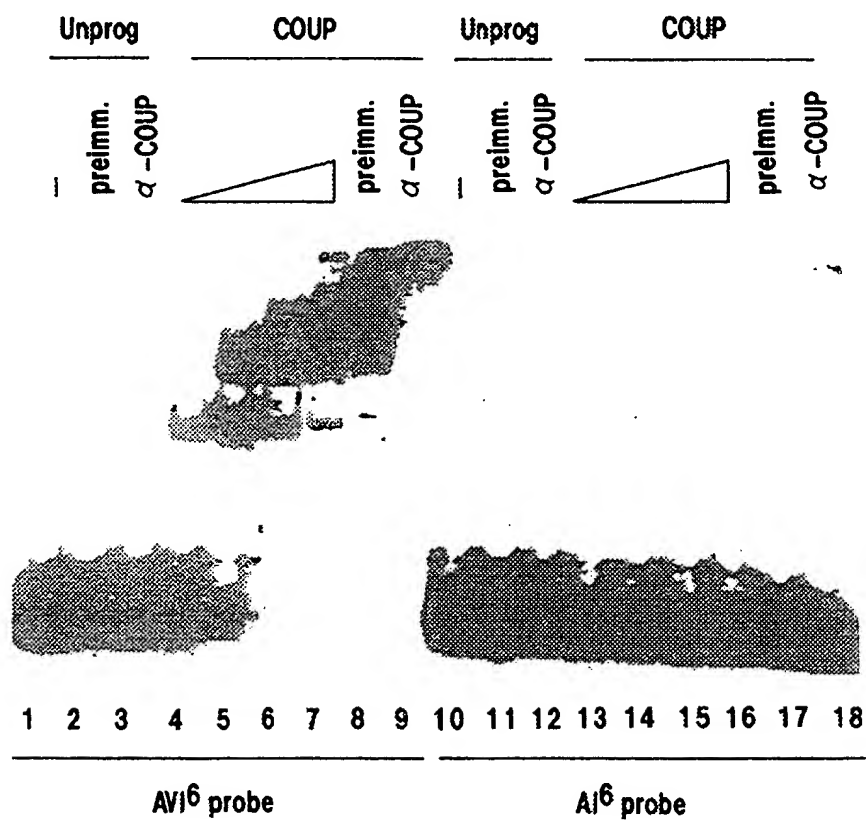 Unprog COUP Unprog COUP
– preimm. α-COUP preimm. α-COUP – preimm. α-COUP preimm. α-COUP
1 2 3 4 5 6 7 8 9 10 11 12 13 14 15 16 17 18
AVI⁶ probe AI⁶ probe